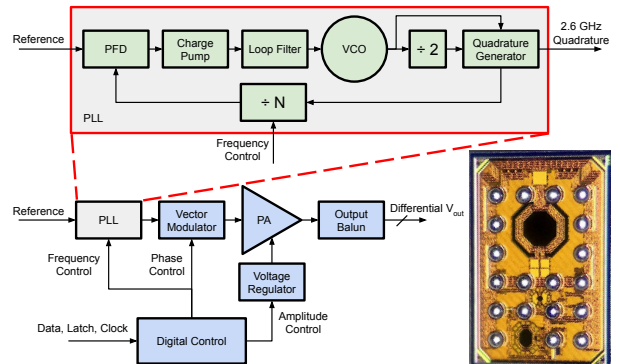 Reference
PFD
Charge
Pump
Loop Filter
VCO
÷ 2
Quadrature
Generator
2.6 GHz
Quadrature
÷ N
PLL
Frequency
Control
Reference
PLL
Vector
Modulator
PA
Output
Balun
Differential Vout
Frequency
Control
Phase
Control
Voltage
Regulator
Amplitude
Control
Data, Latch, Clock
Digital Control